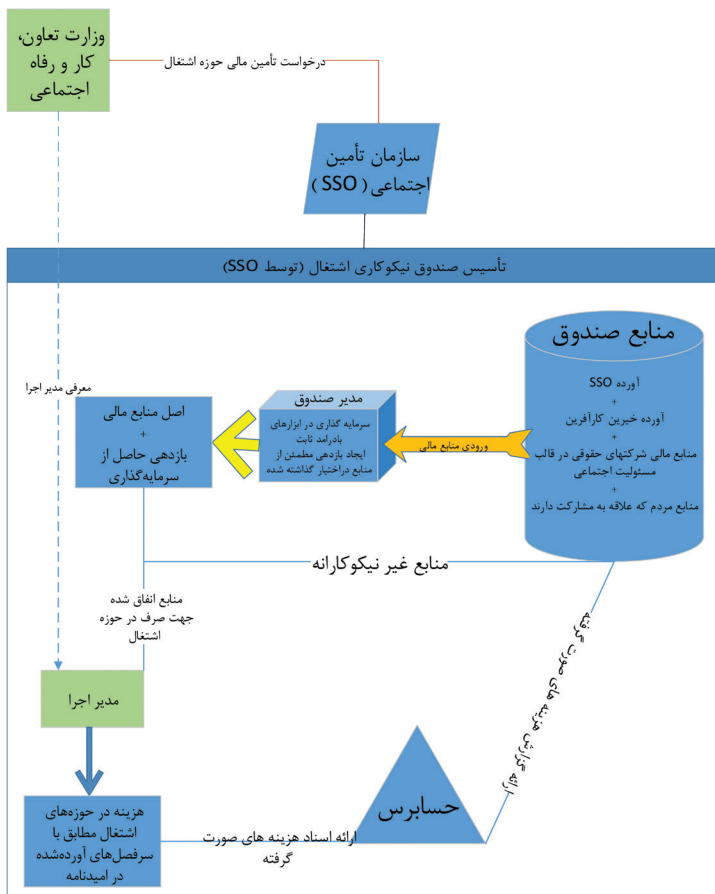 وزارت تعاون،
کار و رفاه
اجتماعی
درخواست تأمین مالی حوزه اشتغال
سازمان تأمین
اجتماعی( SSO )
تأسیس صندوق نیکوکاری اشتغال (توسط SSO)
منابع صندوق
آورده SSO
+
آورده خیرین کارآفرین
+
منابع مالی شرکتهای حقوقی در قالب
مسئولیت اجتماعی
+
منابع مردم که علاقه به مشارکت دارند
ورودی منابع مالی
مدیر صندوق
سرمایه گذاری در ابزارهای
بادرامد ثابت
ایجاد بازدهی مطمئن از
منابع دراختیار گذاشته شده
اصل منابع مالی
+
بازدهی حاصل از
سرمایه‌گذاری
معرفی مدیر اجرا
منابع غیر نیکوکارانه
منابع انفاق شده
جهت صرف در حوزه
اشتغال
مدیر اجرا
هزینه در حوزه‌های
اشتغال مطابق با
سرفصل‌های آورده‌شده
در امیدنامه
ارائه اسناد هزینه های صورت
گرفته
حسابرس
ارائه گزارش هزینه های صورت گرفته